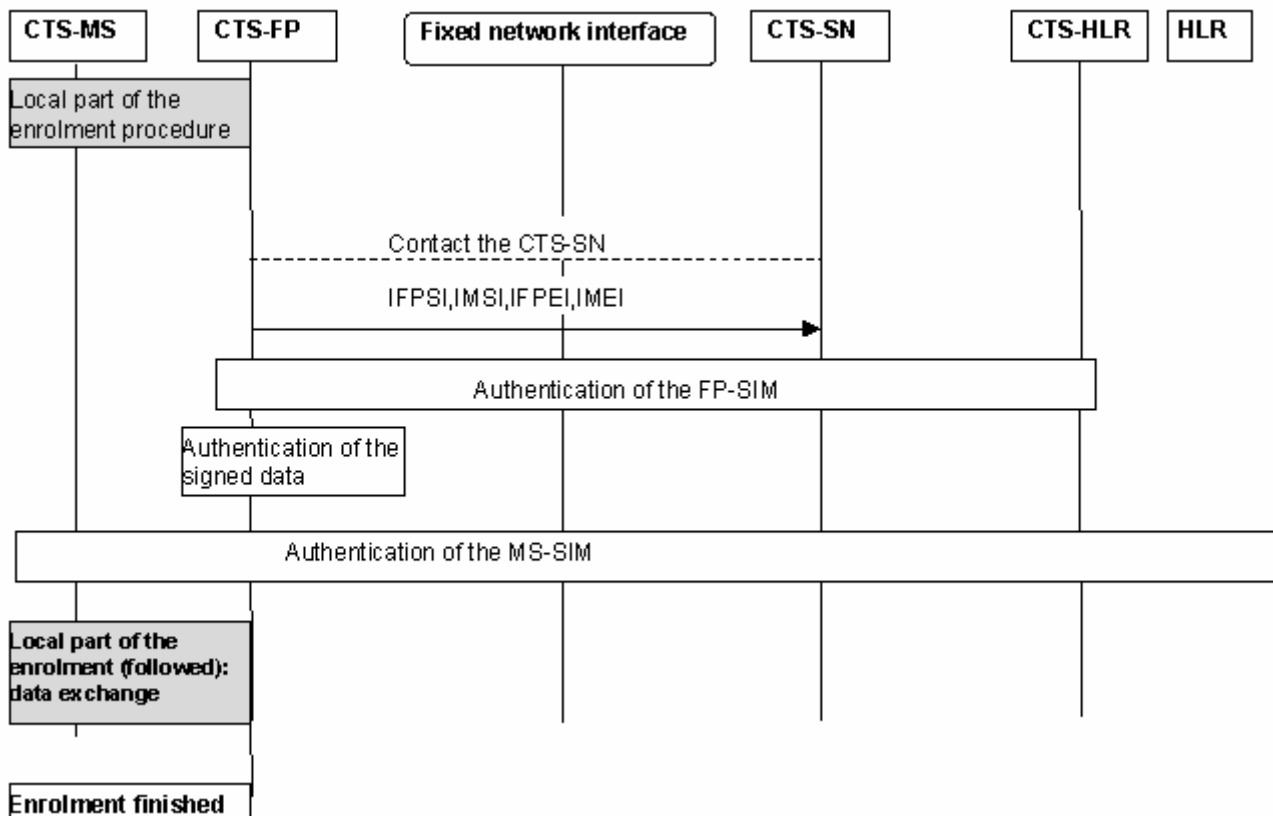 CTS-MS
CTS-FP
Fixed network interface
CTS-SN
CTS-HLR
HLR
Local part of the
enrolment procedure
Contact the CTS-SN
IFPSI,IMSI,IFPEI,IMEI
Authentication of the FP-SIM
Authentication of the
signed data
Authentication of the MS-SIM
Local part of the
enrolment (followed):
data exchange
Enrolment finished